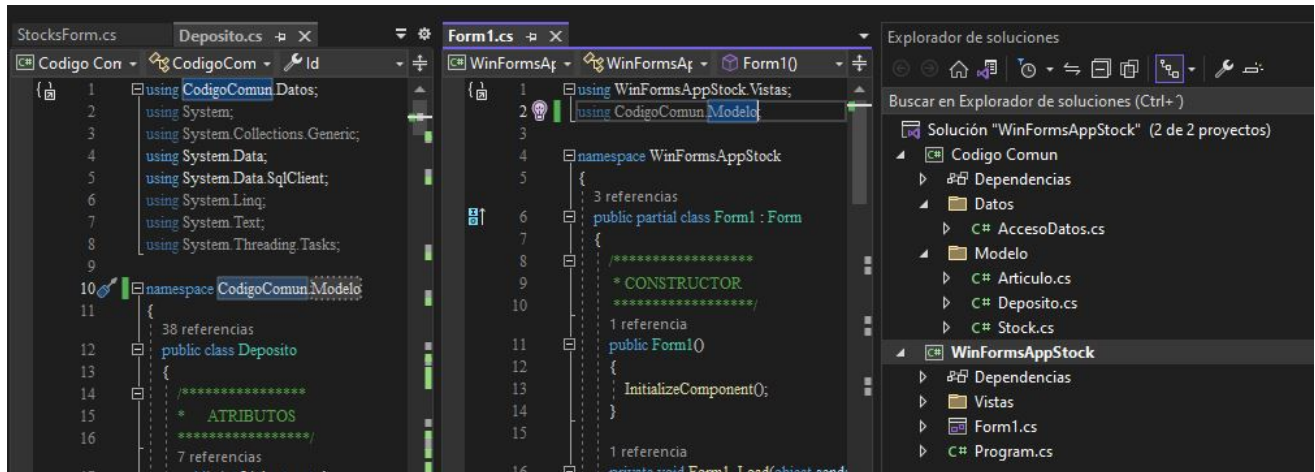 StocksForm.cs
Deposito.cs
Codigo Con
CodigoCom
Id
1 using CodigoComun.Datos;
2 using System;
3 using System.Collections.Generic;
4 using System.Data;
5 using System.Data.SqlClient;
6 using System.Linq;
7 using System.Text;
8 using System.Threading.Tasks;
9
10 namespace CodigoComun.Modelo
11 {
38 referencias
12 public class Deposito
13 {
14 /****************
15 * ATRIBUTOS
16 *****************/
7 referencias
Form1.cs
WinFormsAp
WinFormsAp
Form1()
1 using WinFormsAppStock.Vistas;
2 using CodigoComun.Modelo;
3
4 namespace WinFormsAppStock
5 {
3 referencias
6 public partial class Form1 : Form
7 {
8 /******************
9 * CONSTRUCTOR
10 ******************/
1 referencia
11 public Form1()
12 {
13 InitializeComponent();
14 }
15
1 referencia
16 private void Form1_Load(object send
Explorador de soluciones
Buscar en Explorador de soluciones (Ctrl+´)
Solución "WinFormsAppStock" (2 de 2 proyectos)
C# Codigo Comun
Dependencias
Datos
C# AccesoDatos.cs
Modelo
C# Articulo.cs
C# Deposito.cs
C# Stock.cs
C# WinFormsAppStock
Dependencias
Vistas
Form1.cs
C# Program.cs